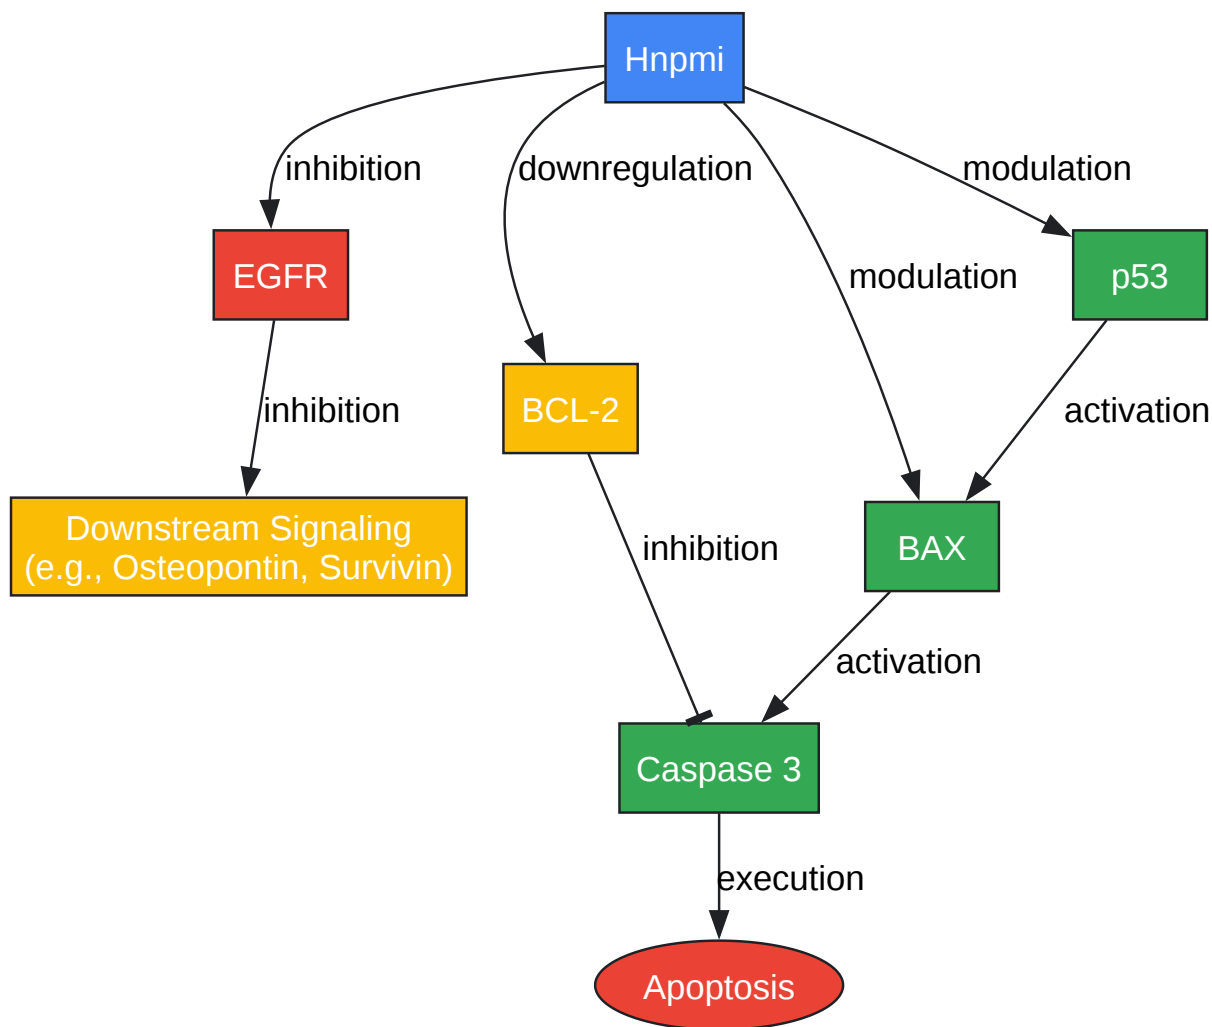 Hnpmi
inhibition
downregulation
modulation
EGFR
modulation
p53
inhibition
BCL-2
activation
Downstream Signaling
(e.g., Osteopontin, Survivin)
inhibition
BAX
activation
Caspase 3
execution
Apoptosis